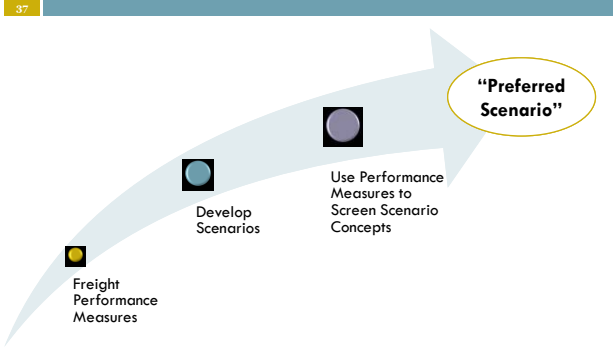 37
“Preferred
Scenario”
Use Performance
Measures to
Screen Scenario
Concepts
Develop
Scenarios
Freight
Performance
Measures